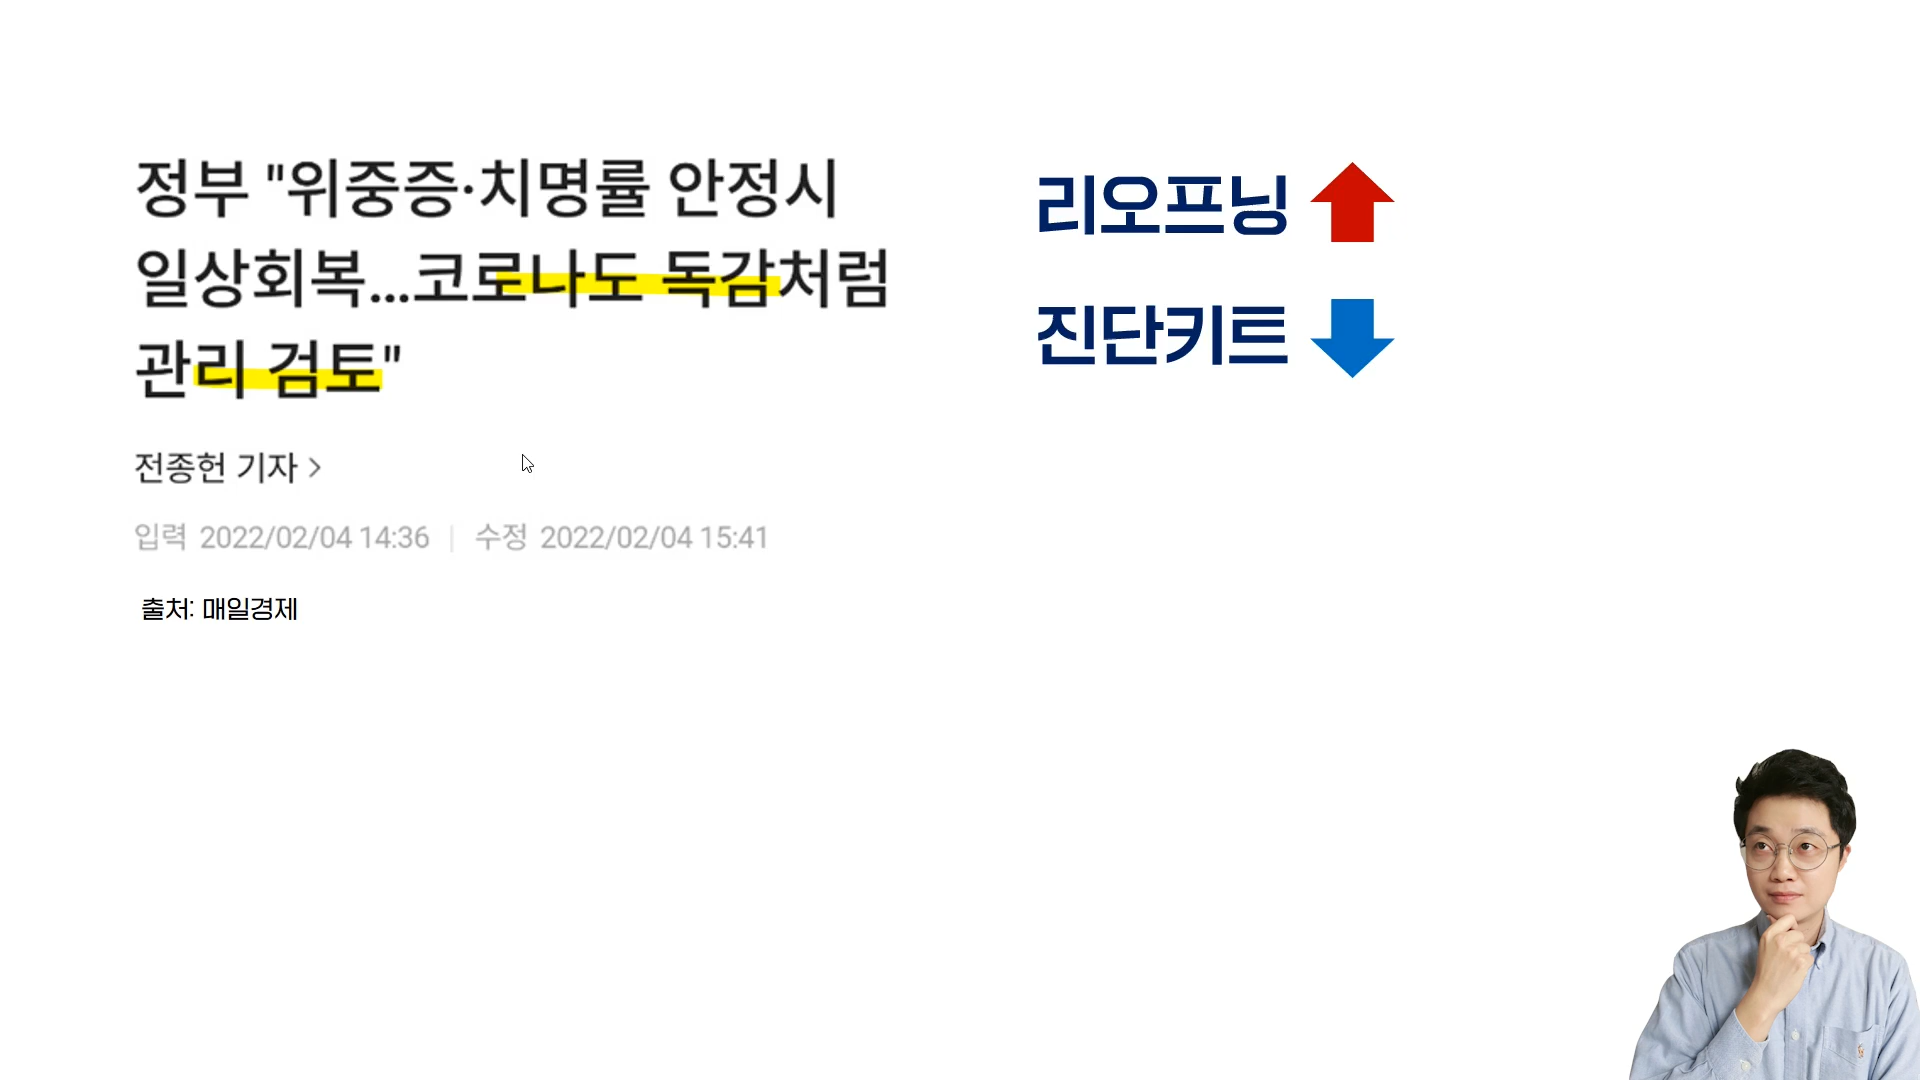 정부 "위중증·치명률 안정시
일상회복...코로나도 독감처럼
관리 검토"
전종헌 기자 >
입력 2022/02/04 14:36 | 수정 2022/02/04 15:41
출처: 매일경제
리오프닝
진단키트